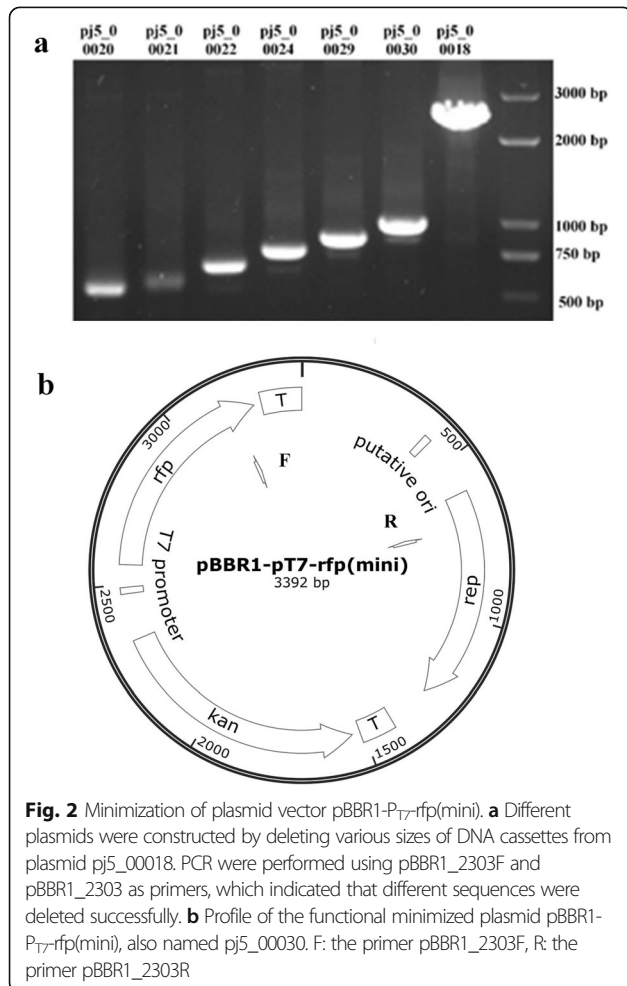 a
pj5_0 pj5_0 pj5_0 pj5_0 pj5_0 pj5_0 pj5_0
0020 0021 0022 0024 0029 0030 0018
3000 bp
2000 bp
1000 bp
750 bp
500 bp
b
T
500
3000
rfp
F
putative ori
R
T7 promoter
pBBR1-pT7-rfp(mini)
3392 bp
2500
rep
1000
kan
T
2000
1500
Fig. 2 Minimization of plasmid vector pBBR1-PT7-rfp(mini). a Different
plasmids were constructed by deleting various sizes of DNA cassettes from
plasmid pj5_00018. PCR were performed using pBBR1_2303F and
pBBR1_2303 as primers, which indicated that different sequences were
deleted successfully. b Profile of the functional minimized plasmid pBBR1-
PT7-rfp(mini), also named pj5_00030. F: the primer pBBR1_2303F, R: the
primer pBBR1_2303R